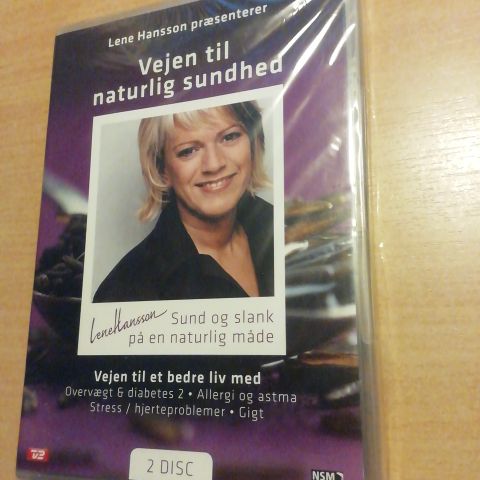 Lene Hansson præsenterer
Vejen til
naturlig sundhed
Lene Hansson
Sund og slank
på en naturlig måde
Vejen til et bedre liv med
Overvægt & diabetes 2 • Allergi og astma
Stress / hjerteproblemer • Gigt
2 DISC
TV2
NSM